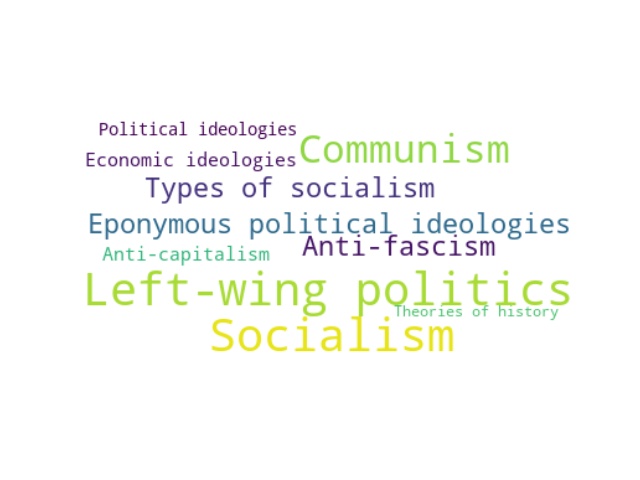 Political ideologies
Communism
Economic ideologies
Types of socialism
Eponymous political ideologies
Anti-fascism
Anti-capitalism
Left-wing politics
Theories of history
Socialism